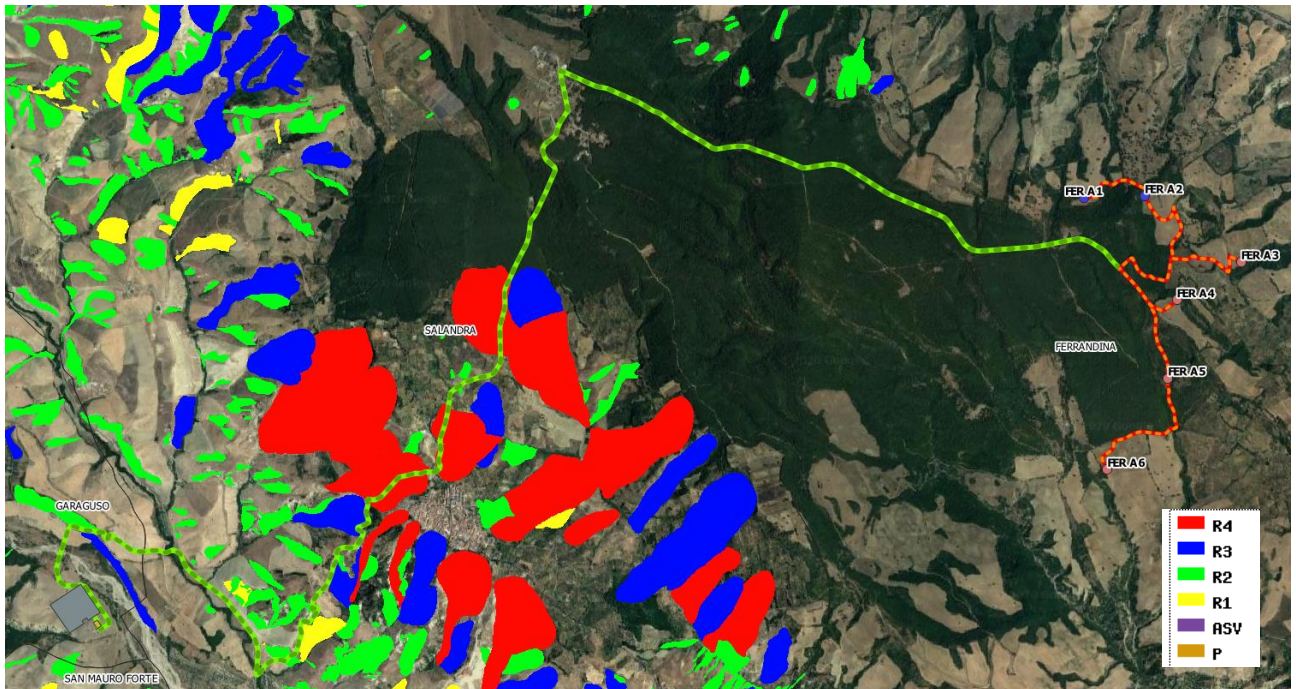 FER A1
FER A2
FER A3
FER A4
SALANDRA
FERRANDINA
FER A5
FER A6
GARAGUSO
SAN MAURO FORTE
R4
R3
R2
R1
ASV
P